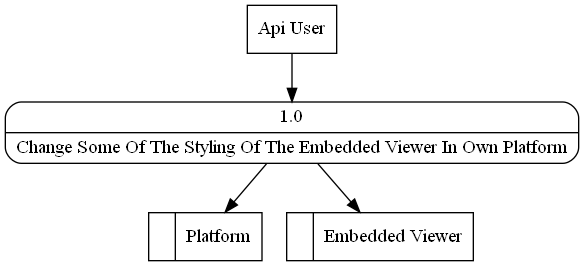 Api User
1.0
Change Some Of The Styling Of The Embedded Viewer In Own Platform
Platform
Embedded Viewer